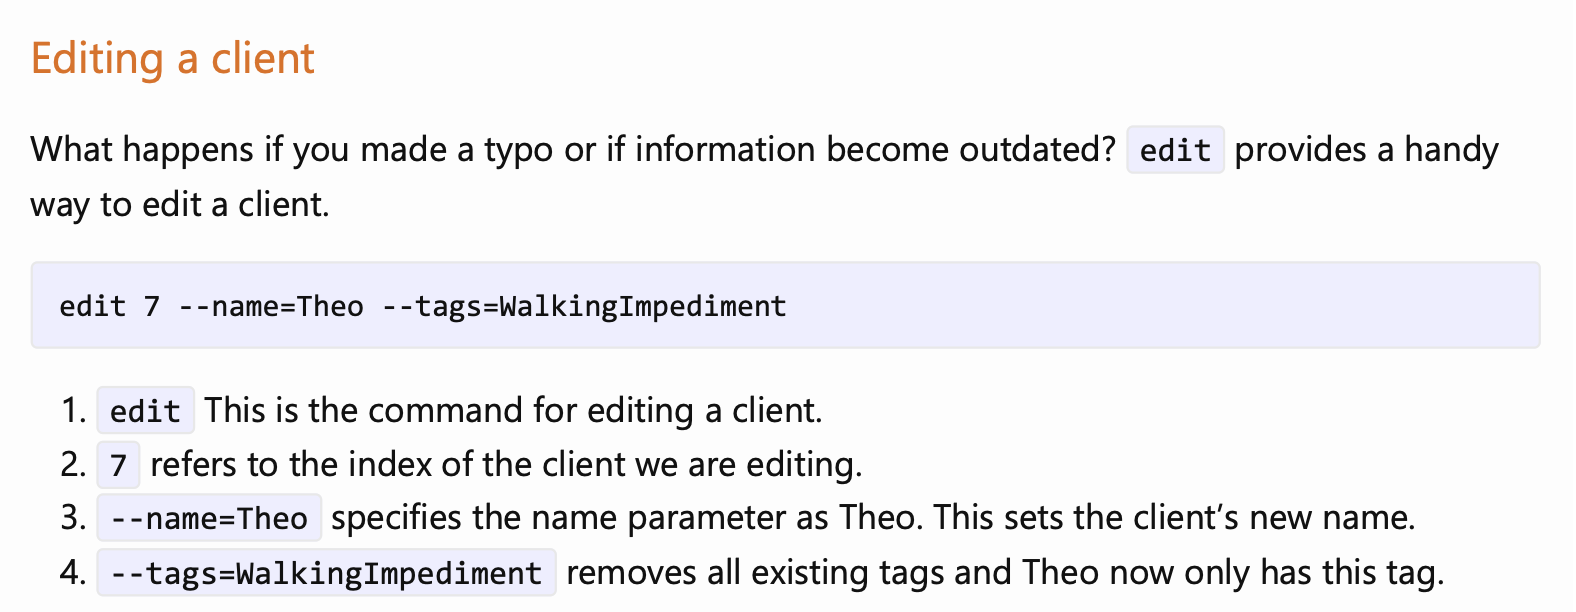 Editing a client
What happens if you made a typo or if information become outdated? edit provides a handy
way to edit a client.
edit 7 --name=Theo --tags=WalkingImpediment
1. edit This is the command for editing a client.
2. 7 refers to the index of the client we are editing.
3. --name=Theo specifies the name parameter as Theo. This sets the client’s new name.
4. --tags=WalkingImpediment removes all existing tags and Theo now only has this tag.